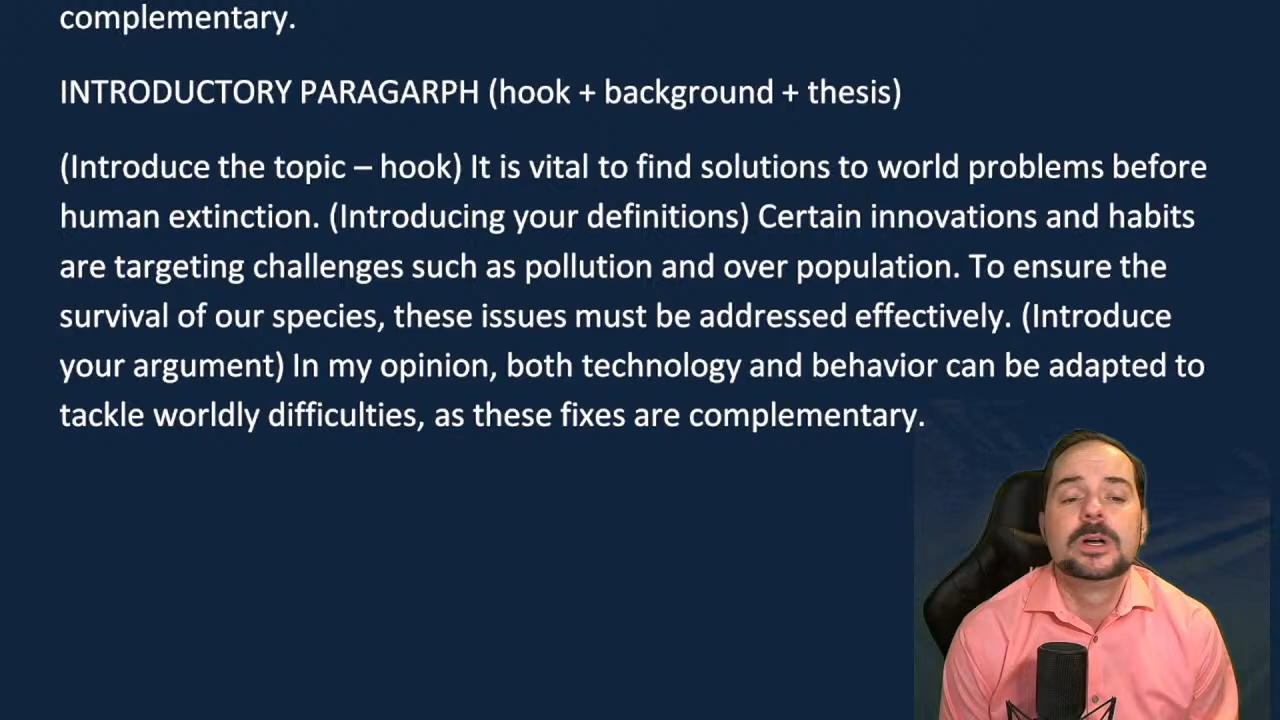 complementary.
INTRODUCTORY PARAGARPH (hook + background + thesis)
(Introduce the topic – hook) It is vital to find solutions to world problems before
human extinction. (Introducing your definitions) Certain innovations and habits
are targeting challenges such as pollution and over population. To ensure the
survival of our species, these issues must be addressed effectively. (Introduce
your argument) In my opinion, both technology and behavior can be adapted to
tackle worldly difficulties, as these fixes are complementary.